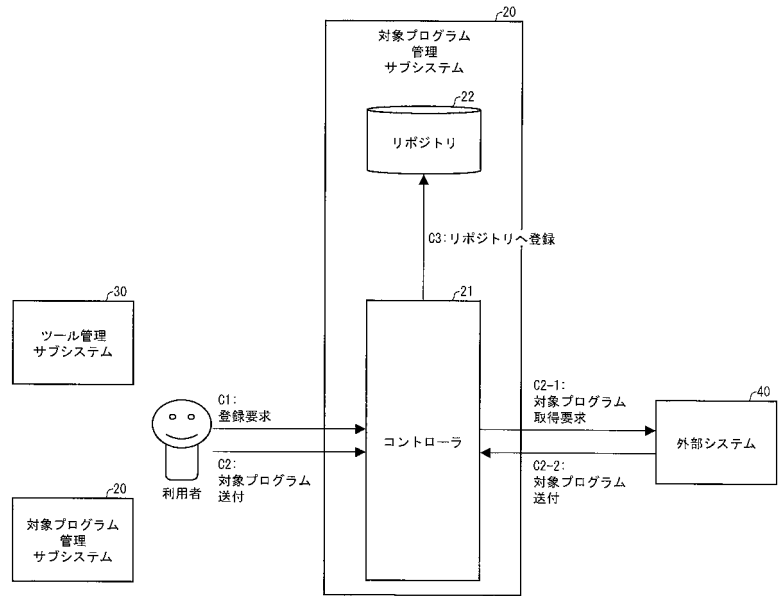 20
対象プログラム
管理
サブシステム
22
リポジトリ
C3:リポジトリへ登録
30
ツール管理
サブシステム
21
コントローラ
C1:
登録要求
C2:
対象プログラム
送付
利用者
C2-1:
対象プログラム
取得要求
C2-2:
対象プログラム
送付
40
外部システム
20
対象プログラム
管理
サブシステム